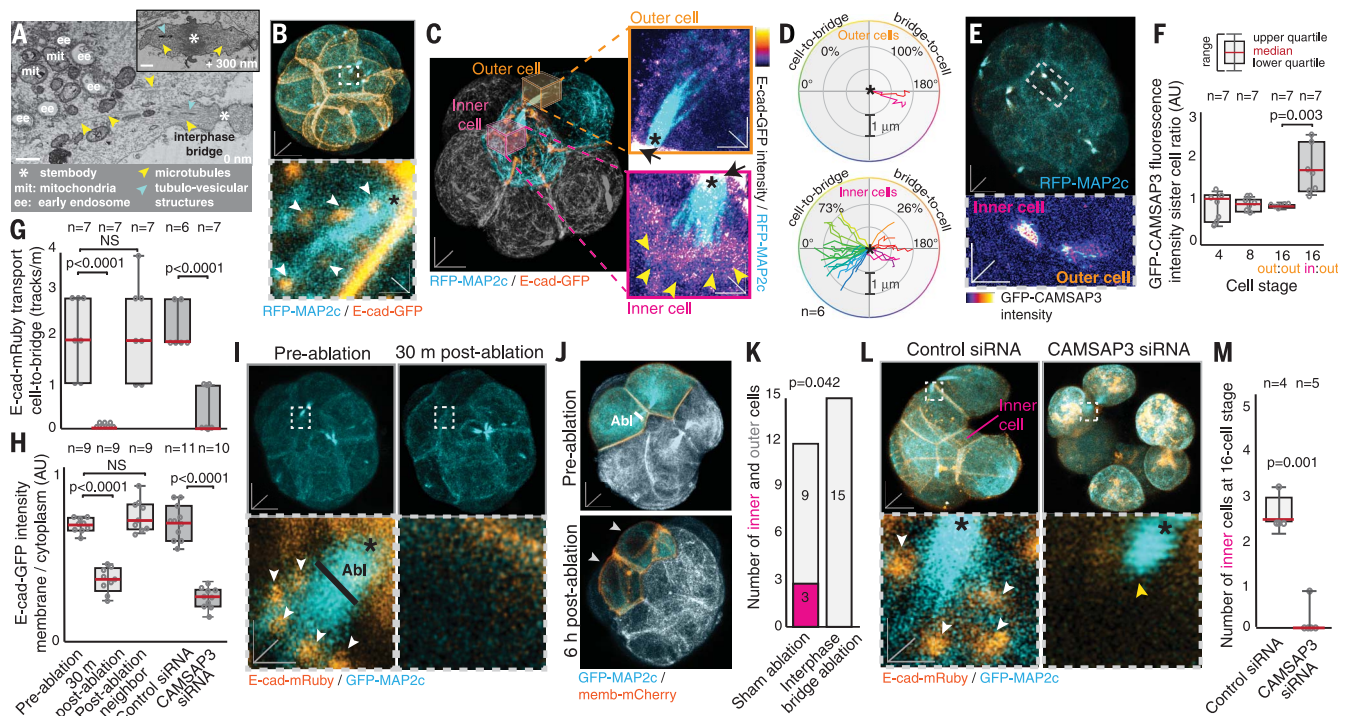 A
ee
ee
mit
mit
ee
ee
ee
*
+ 300 nm
interphase
bridge
*
0 nm
* stembody
mit: mitochondria
ee: early endosome
microtubules
tubulo-vesicular
structures
B
*
RFP-MAP2c / E-cad-GFP
C
Outer cell
Outer cell
Inner
cell
*
*
Inner cell
RFP-MAP2c / E-cad-GFP
E-cad-GFP intensity / RFP-MAP2c
D
cell-to-bridge
bridge-to-cell
Outer cells
0%
100%
0°
180°
*
1 µm
cell-to-bridge
bridge-to-cell
Inner cells
73%
26%
0°
180°
*
1 µm
n=6
E
RFP-MAP2c
Inner cell
Outer cell
GFP-CAMSAP3
intensity
F
range
upper quartile
median
lower quartile
n=7 n=7 n=7 n=7
p=0.003
GFP-CAMSAP3 fluorescence
intensity sister cell ratio (AU)
3
2
1
0
4 8 16 16
out:out in:out
Cell stage
G
n=7 n=7 n=7 n=6 n=7
NS
p<0.0001
p<0.0001
E-cad-mRuby transport
cell-to-bridge (tracks/m)
4
3
2
1
0
H
n=9 n=9 n=9 n=11 n=10
NS
p<0.0001
p<0.0001
E-cad-GFP intensity
membrane / cytoplasm (AU)
1
0
Pre-ablation
30 m
post-ablation
Post-ablation
neighbor
Control siRNA
CAMSAP3
siRNA
I
Pre-ablation
30 m post-ablation
*
Abl
E-cad-mRuby / GFP-MAP2c
J
Pre-ablation
Abl
6 h post-ablation
GFP-MAP2c /
memb-mCherry
K
p=0.042
Number of inner and outer cells
15
12
9
6
3
0
9
3
15
Sham ablation
Interphase
bridge ablation
L
Control siRNA
CAMSAP3 siRNA
Inner
cell
*
*
E-cad-mRuby / GFP-MAP2c
M
n=4 n=5
p=0.001
Number of inner cells at 16-cell stage
5
4
3
2
1
0
Control siRNA
CAMSAP3
siRNA